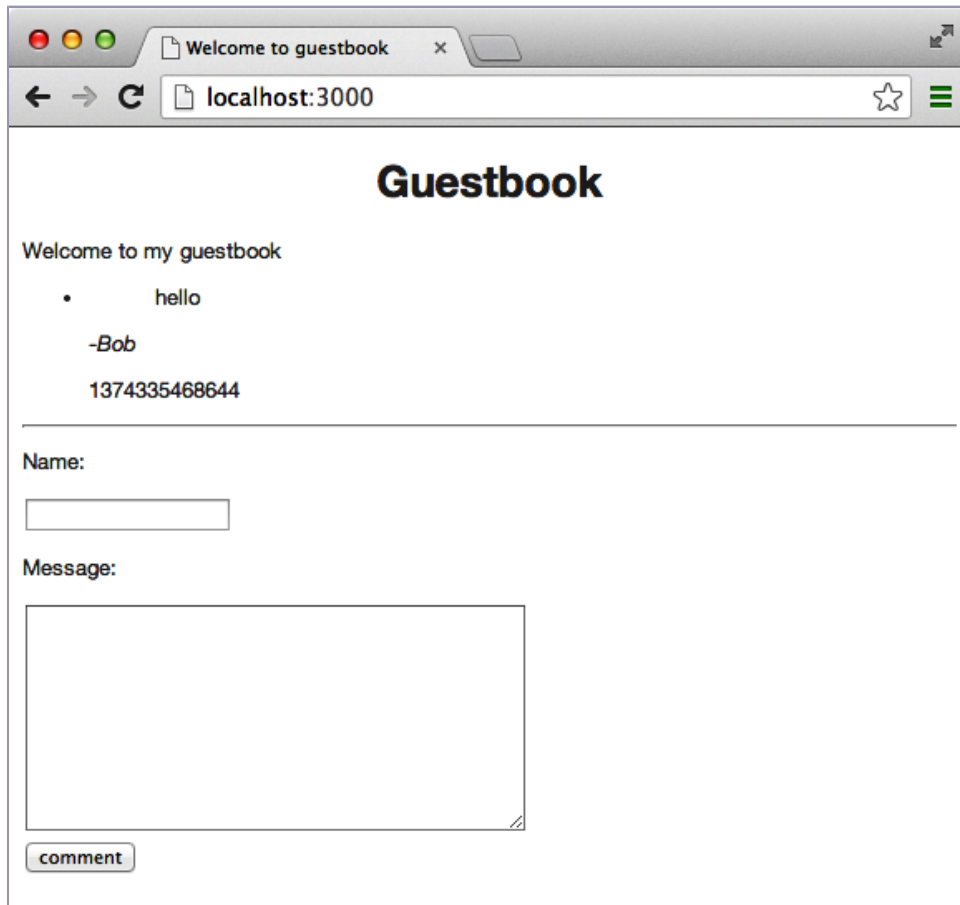 Welcome to guestbook
localhost:3000
Guestbook
Welcome to my guestbook
• hello
-Bob
1374335468644
Name:
Message:
comment